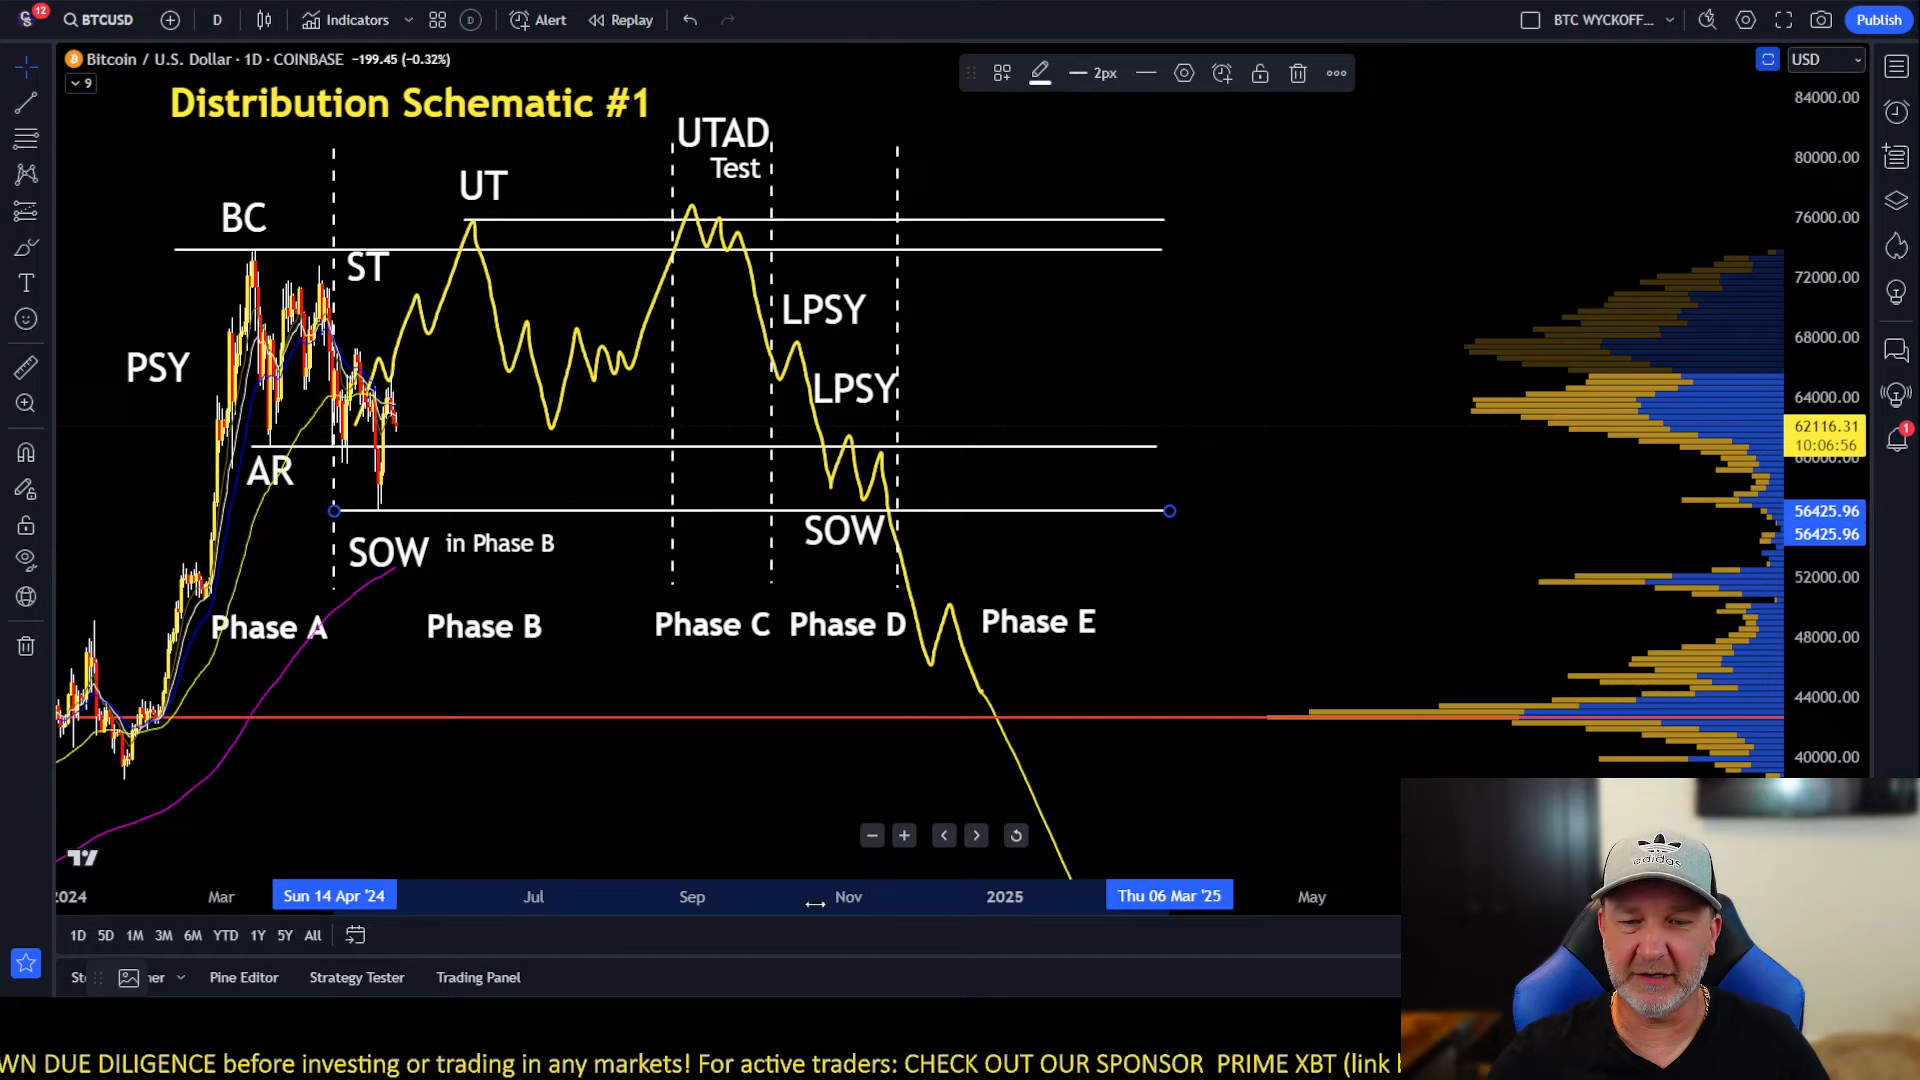 12
BTCUSD
D
Indicators
D
Alert
Replay
BTC WYCKOFF...
Publish
Bitcoin / U.S. Dollar · 1D · COINBASE −199.45 (−0.32%)
9
2px
USD
Distribution Schematic #1
UTAD
Test
UT
BC
ST
PSY
LPSY
LPSY
AR
SOW in Phase B
SOW
Phase A
Phase B
Phase C
Phase D
Phase E
84000.00
80000.00
76000.00
72000.00
68000.00
64000.00
62116.31
10:06:56
60000.00
56425.96
56425.96
52000.00
48000.00
44000.00
40000.00
1
2024
Mar
Sun 14 Apr '24
Jul
Sep
Nov
2025
Thu 06 Mar '25
May
1D 5D 1M 3M 6M YTD 1Y 5Y All
Pine Editor
Strategy Tester
Trading Panel
adidas
WN DUE DILIGENCE before investing or trading in any markets! For active traders: CHECK OUT OUR SPONSOR PRIME XBT (link